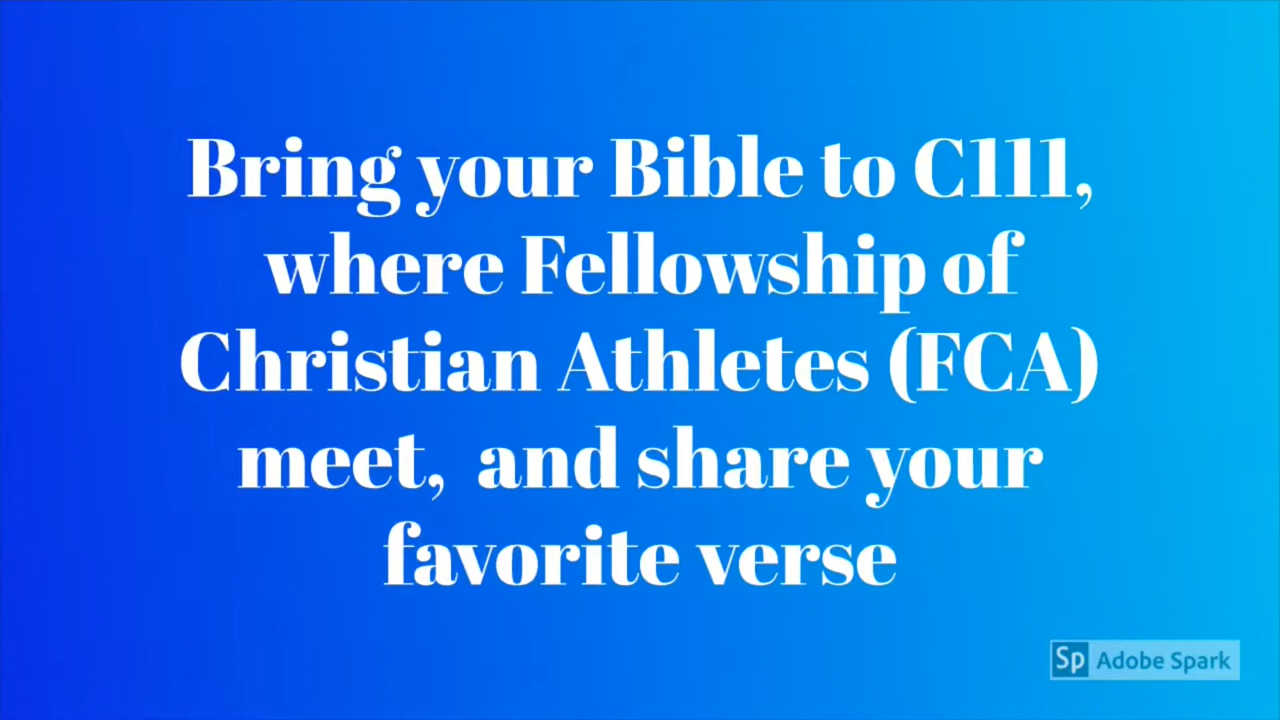 Bring your Bible to C111,
where Fellowship of
Christian Athletes (FCA)
meet,  and share your
favorite verse
Sp Adobe Spark